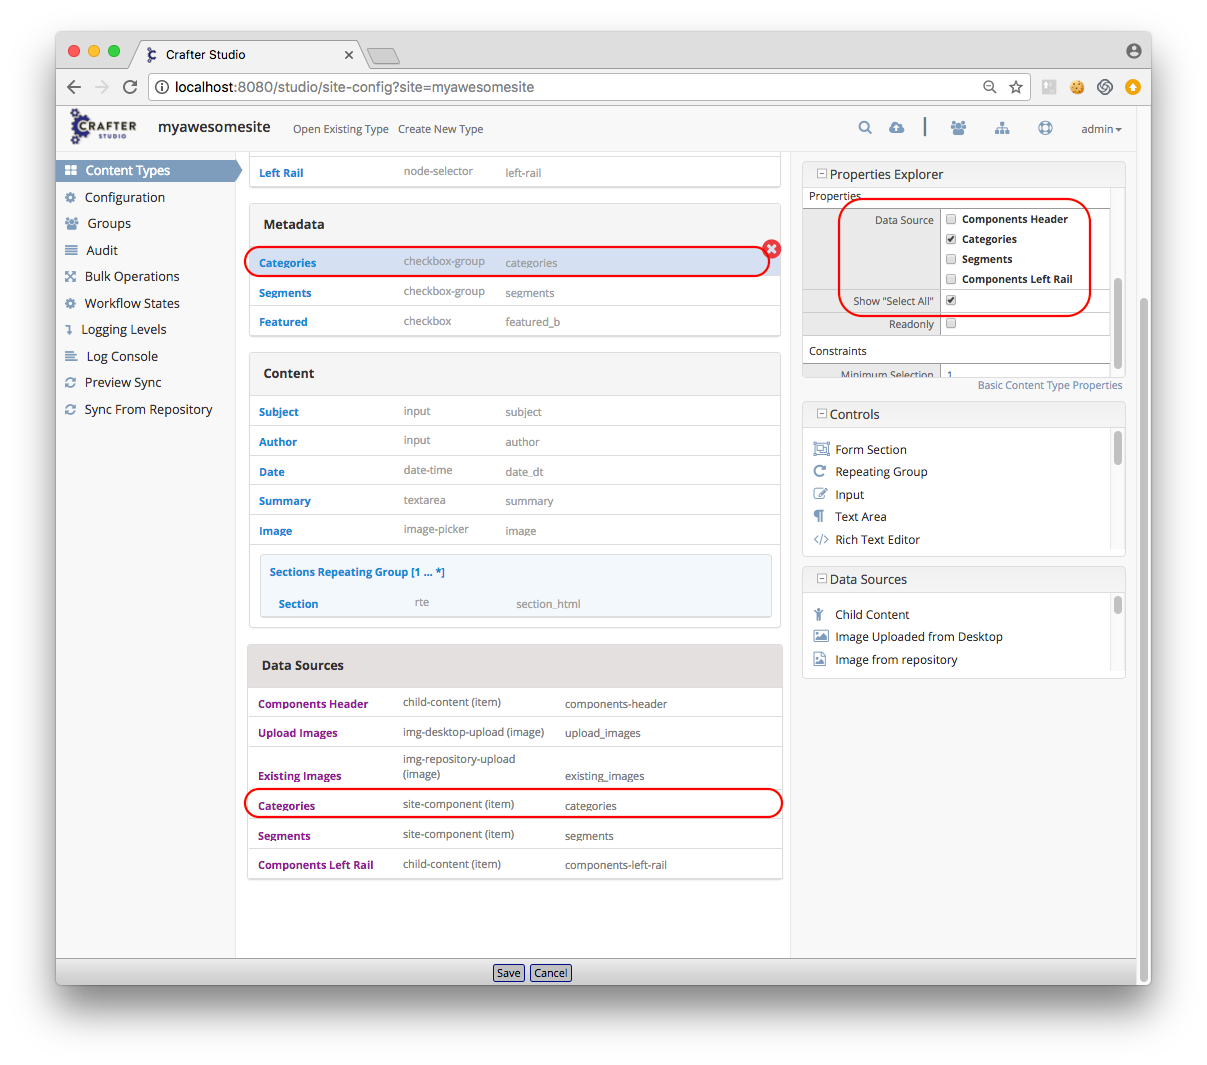 Crafter Studio
localhost:8080/studio/site-config?site=myawesomesite
CRAFTER STUDIO
myawesomesite
Open Existing Type
Create New Type
admin
Content Types
Configuration
Groups
Audit
Bulk Operations
Workflow States
Logging Levels
Log Console
Preview Sync
Sync From Repository
Left Rail node-selector left-rail
Metadata
Categories checkbox-group categories
Segments checkbox-group segments
Featured checkbox featured_b
Content
Subject input subject
Author input author
Date date-time date_dt
Summary textarea summary
Image image-picker image
Sections Repeating Group [1 ... *]
Section rte section_html
Data Sources
Components Header child-content (item) components-header
Upload Images img-desktop-upload (image) upload_images
Existing Images img-repository-upload (image) existing_images
Categories site-component (item) categories
Segments site-component (item) segments
Components Left Rail child-content (item) components-left-rail
Properties Explorer
Properties
Data Source
Components Header
Categories
Segments
Components Left Rail
Show "Select All"
Readonly
Constraints
Minimum Selection 1
Basic Content Type Properties
Controls
Form Section
Repeating Group
Input
Text Area
Rich Text Editor
Data Sources
Child Content
Image Uploaded from Desktop
Image from repository
Save
Cancel